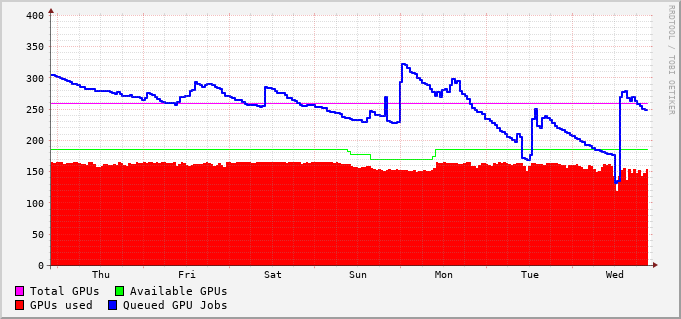 400
350
300
250
200
150
100
50
0
Thu Fri Sat Sun Mon Tue Wed
Total GPUs Available GPUs
GPUs used Queued GPU Jobs
RRDTOOL / TOBI OETIKER